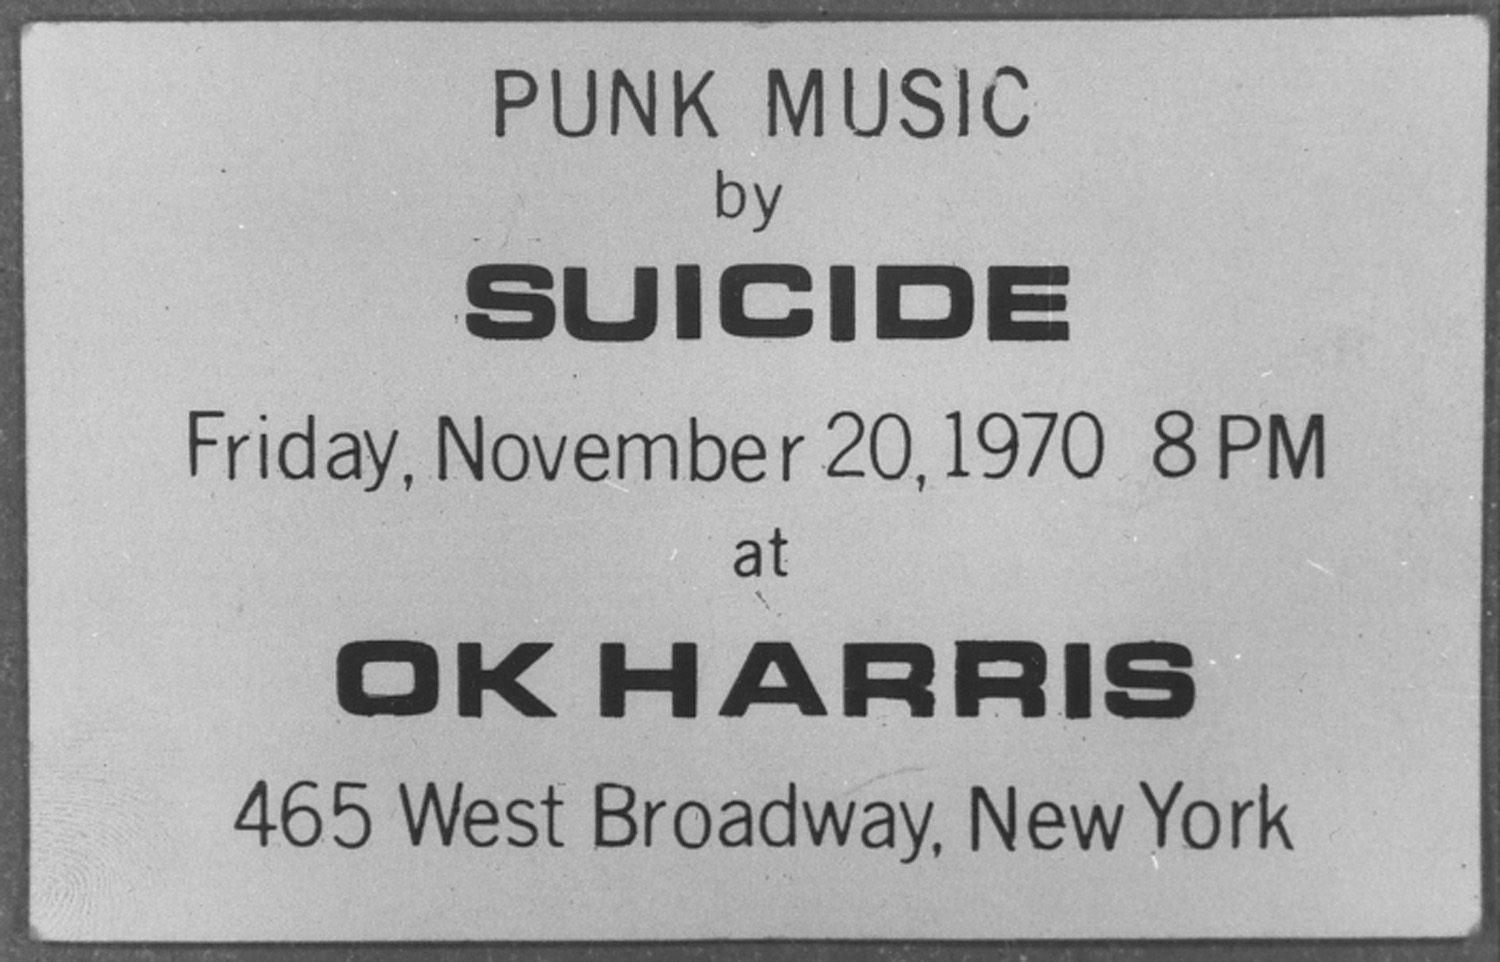 PUNK MUSIC
by
SUICIDE
Friday, November 20, 1970 8 PM
at
OK HARRIS
465 West Broadway, New York